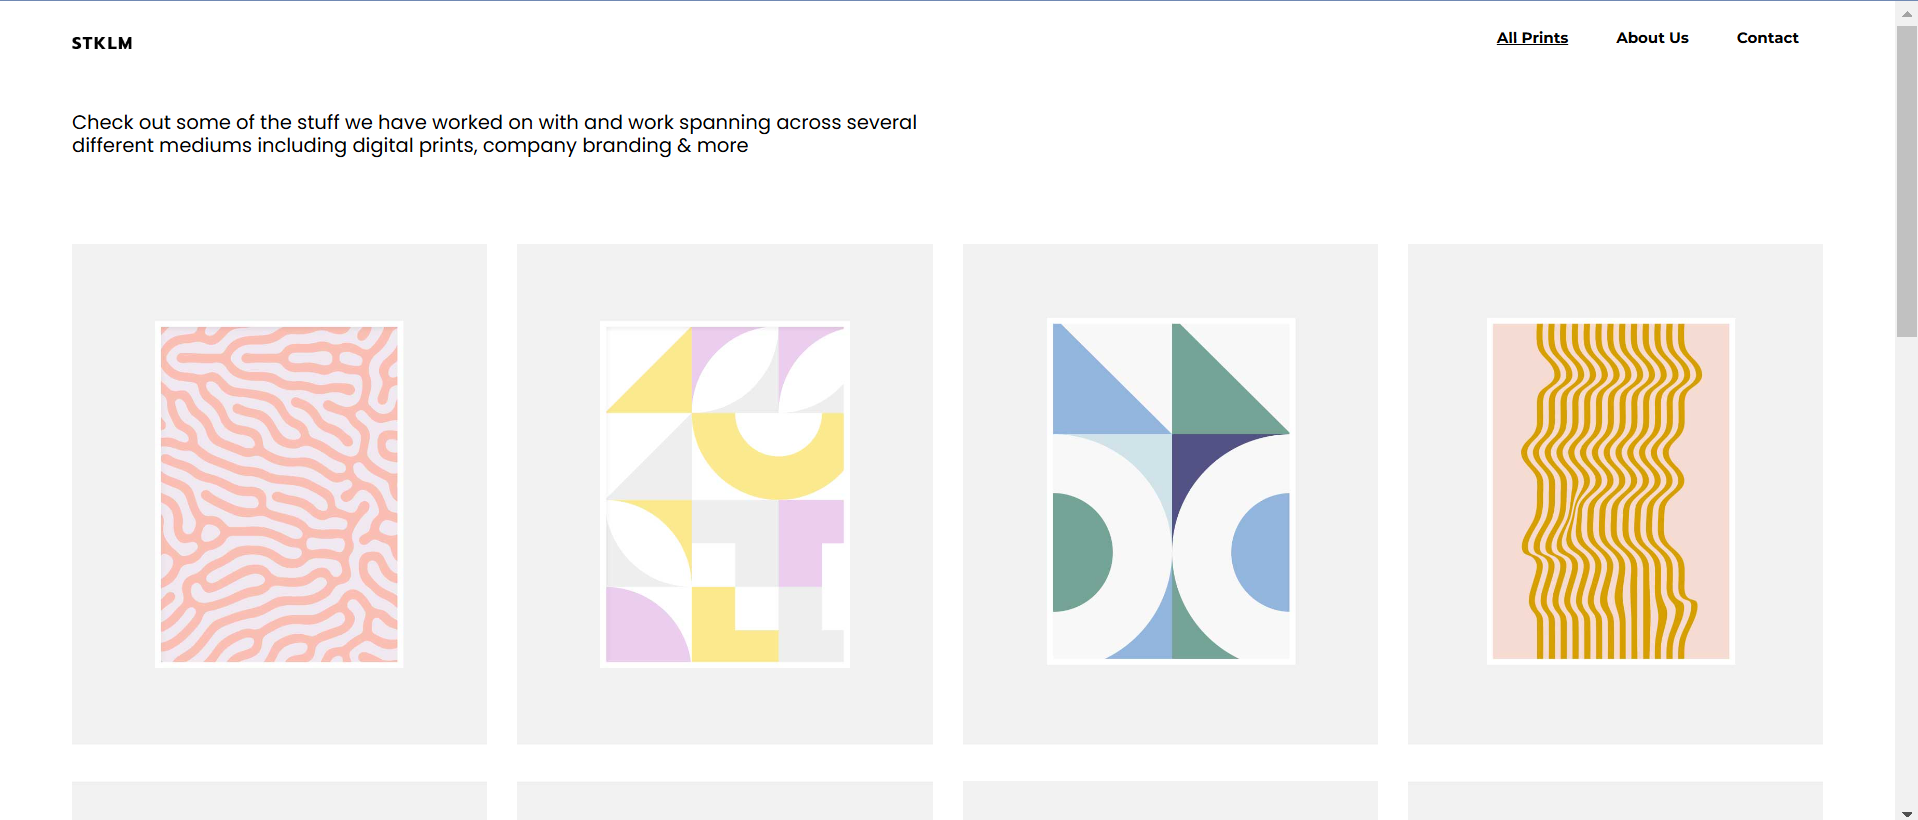 STKLM
All Prints
About Us
Contact
Check out some of the stuff we have worked on with and work spanning across several
different mediums including digital prints, company branding & more